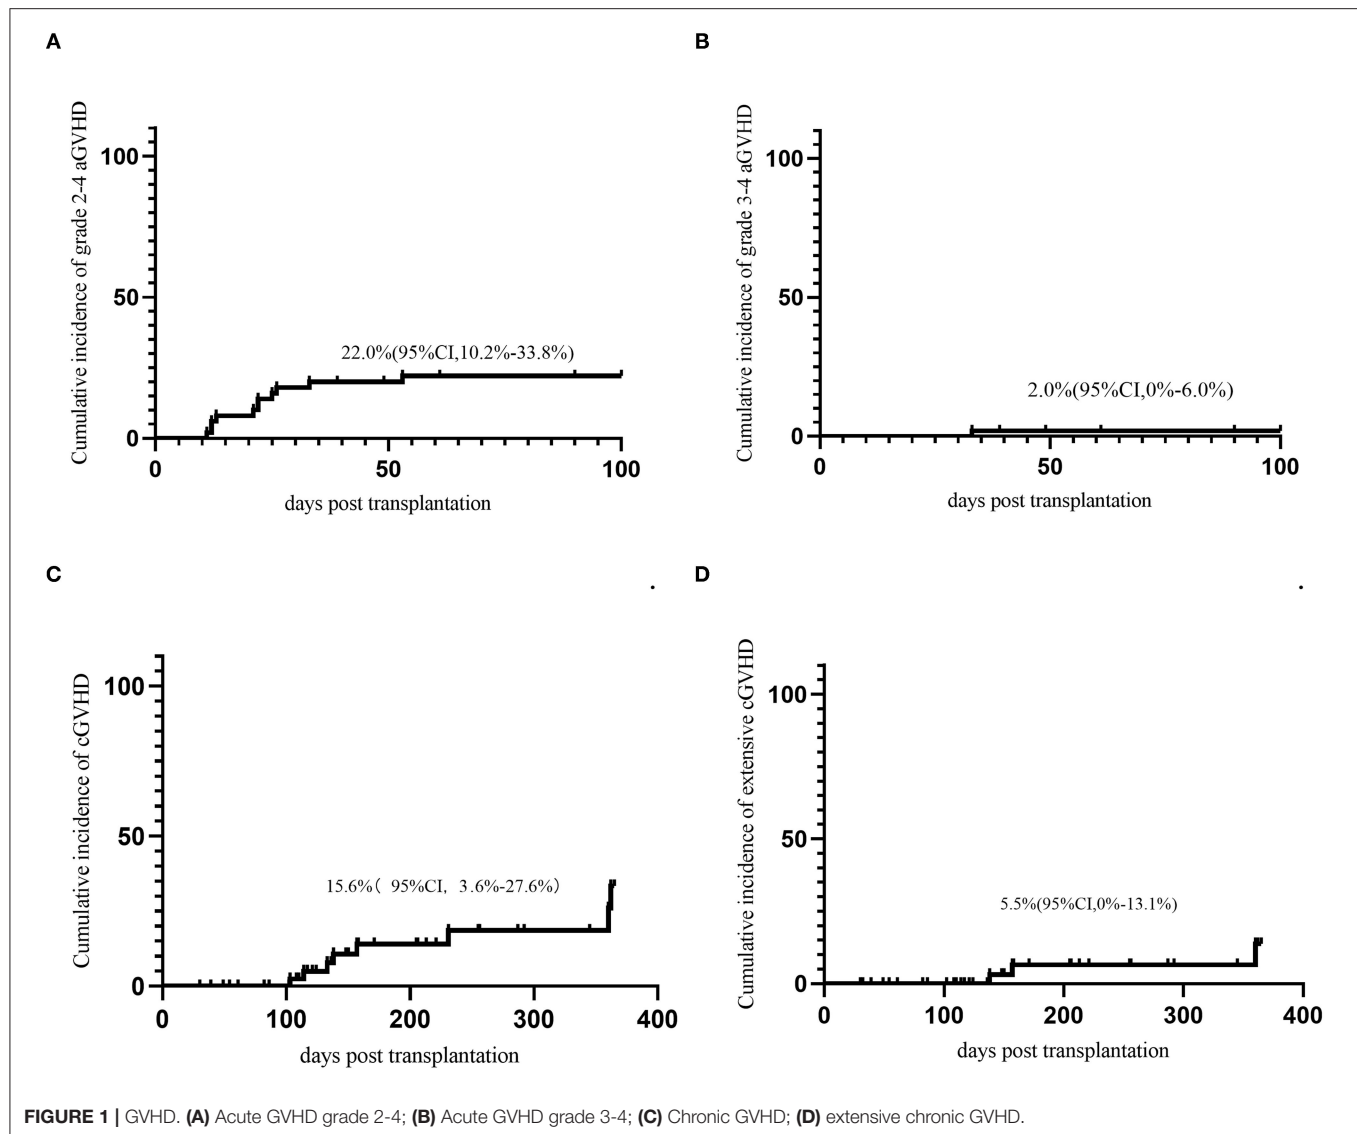 A
Cumulative incidence of grade 2-4 aGVHD
100
50
0
22.0%(95%CI,10.2%-33.8%)
0 50 100
days post transplantation
B
Cumulative incidence of grade 3-4 aGVHD
100
50
0
2.0%(95%CI,0%-6.0%)
0 50 100
days post transplantation
C
Cumulative incidence of cGVHD
100
50
0
15.6%( 95%CI, 3.6%-27.6%)
0 100 200 300 400
days post transplantation
D
Cumulative incidence of extensive cGVHD
100
50
0
5.5%(95%CI,0%-13.1%)
0 100 200 300 400
days post transplantation
FIGURE 1 | GVHD. (A) Acute GVHD grade 2-4; (B) Acute GVHD grade 3-4; (C) Chronic GVHD; (D) extensive chronic GVHD.